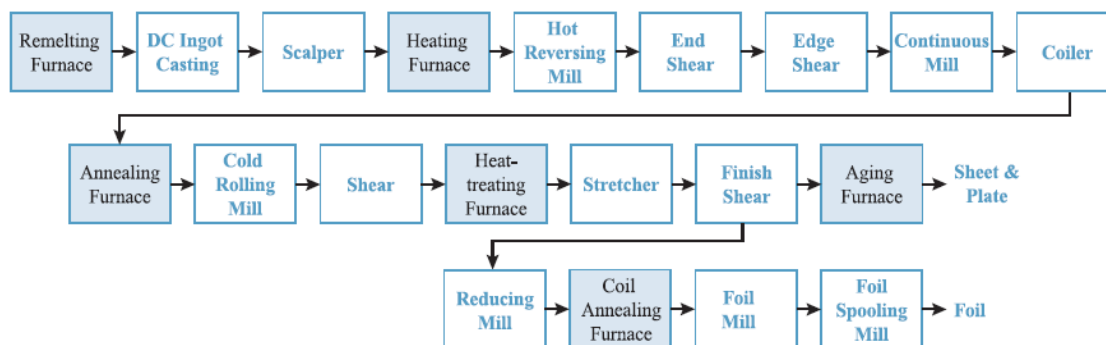 Remelting
Furnace
DC Ingot
Casting
Scalper
Heating
Furnace
Hot
Reversing
Mill
End
Shear
Edge
Shear
Continuous
Mill
Coiler
Annealing
Furnace
Cold
Rolling
Mill
Shear
Heat-
treating
Furnace
Stretcher
Finish
Shear
Aging
Furnace
Sheet &
Plate
Reducing
Mill
Coil
Annealing
Furnace
Foil
Mill
Foil
Spooling
Mill
Foil